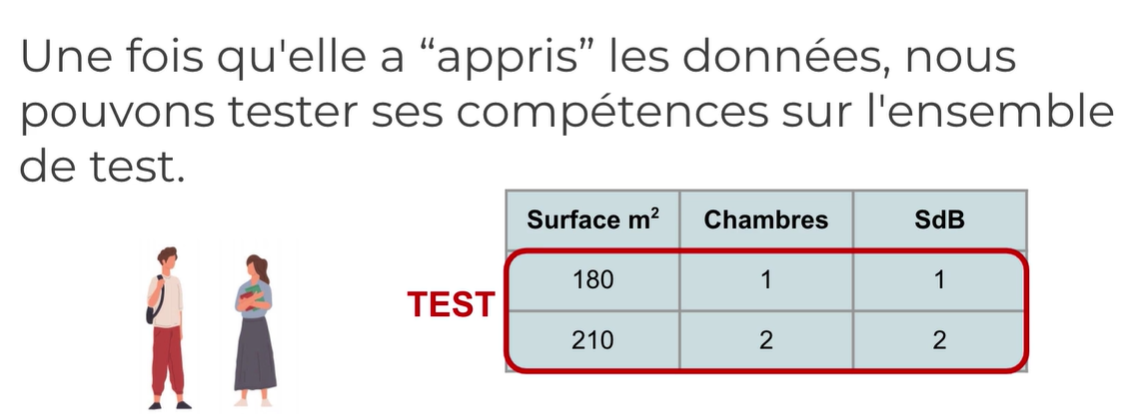 Une fois qu'elle a “appris” les données, nous
pouvons tester ses compétences sur l'ensemble
de test.
Surface m² Chambres SdB
TEST
180 1 1
210 2 2